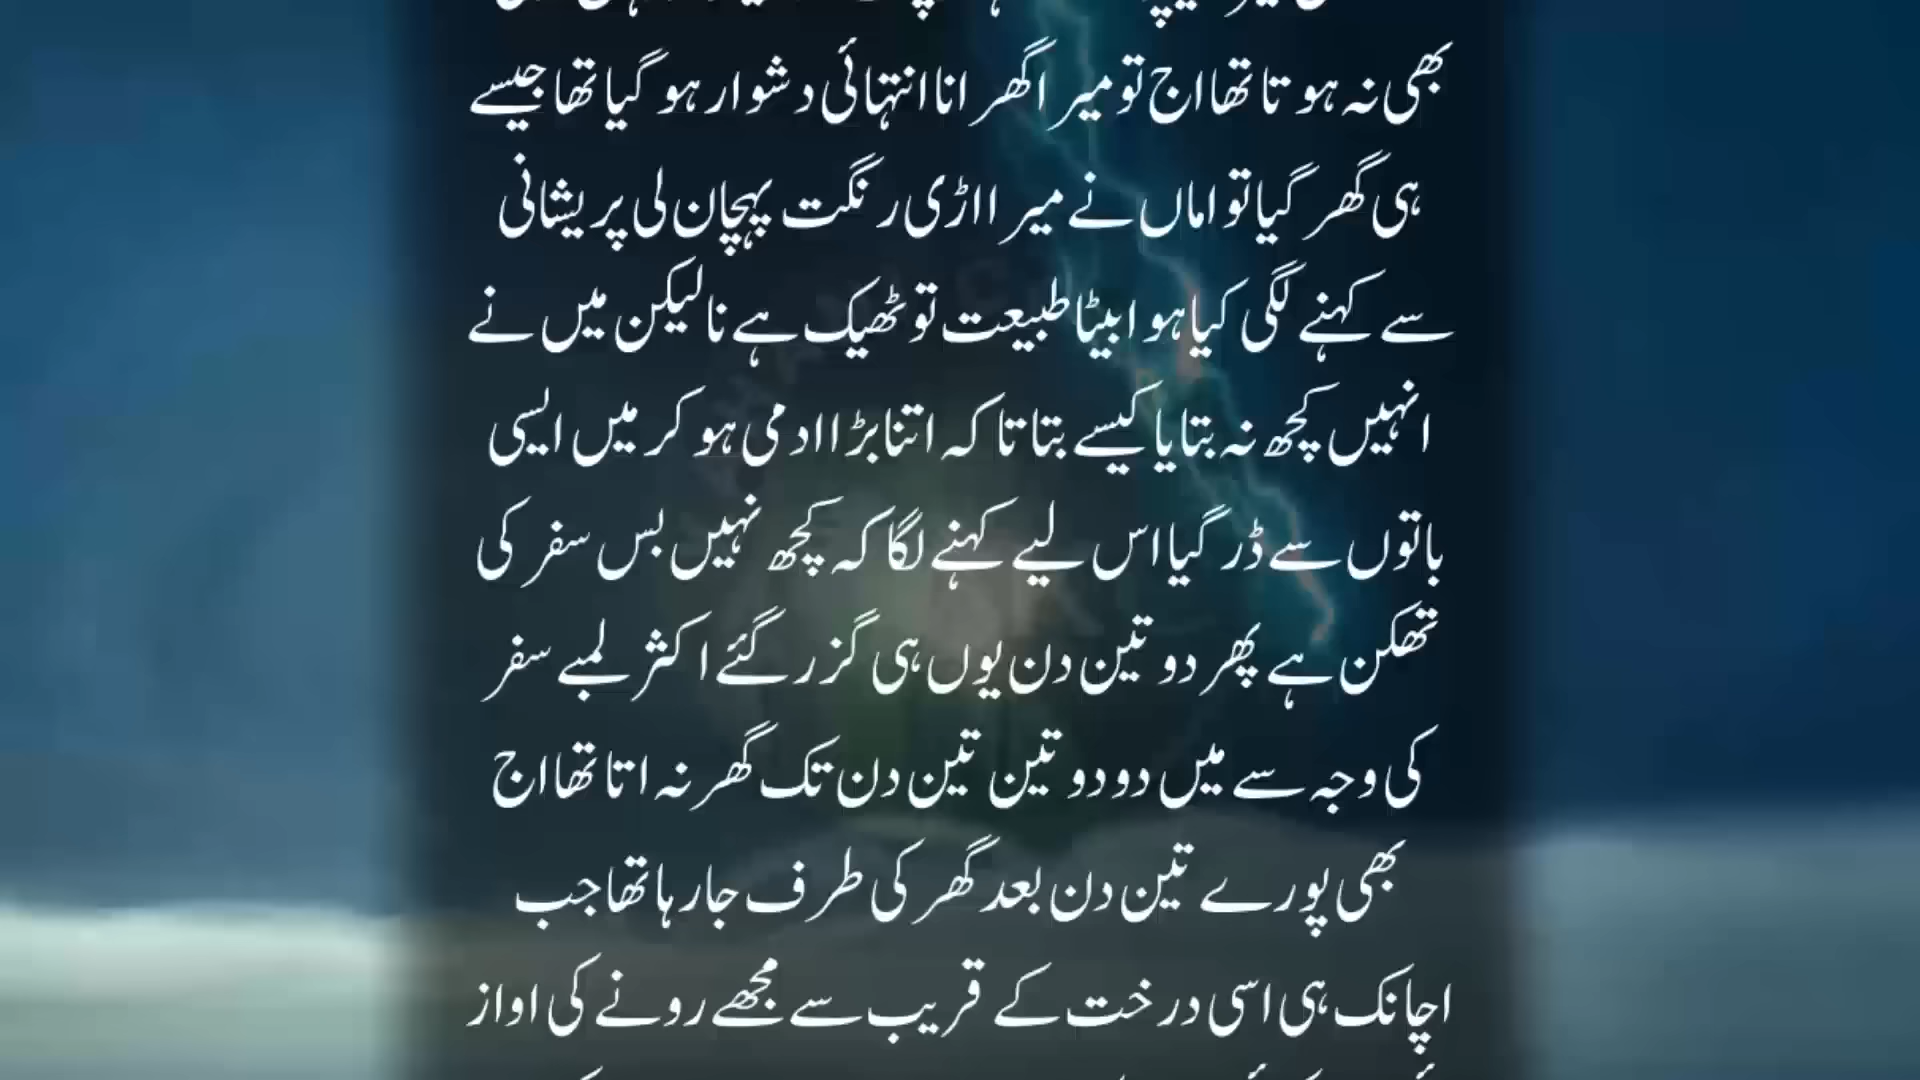 بھی نہ ہوتا تھا اج تو میرا گھر انا انتہائی دشوار ہو گیا تھا جیسے
ہی گھر گیا تو اماں نے میرا اڑی رنگت پہچان لی پریشانی
سے کہنے لگی کیا ہوا بیٹا طبیعت تو ٹھیک ہے نا لیکن میں نے
انہیں کچھ نہ بتایا کیسے بتاتا کہ اتنا بڑا ادمی ہو کر میں ایسی
باتوں سے ڈر گیا اس لیے کہنے لگا کہ کچھ نہیں بس سفر کی
تھکن ہے پھر دو تین دن یوں ہی گزر گئے اکثر لمبے سفر
کی وجہ سے میں دو دو تین تین دن تک گھر نہ اتا تھا اج
بھی پورے تین دن بعد گھر کی طرف جا رہا تھا جب
اچانک ہی اسی درخت کے قریب سے مجھے رونے کی اواز